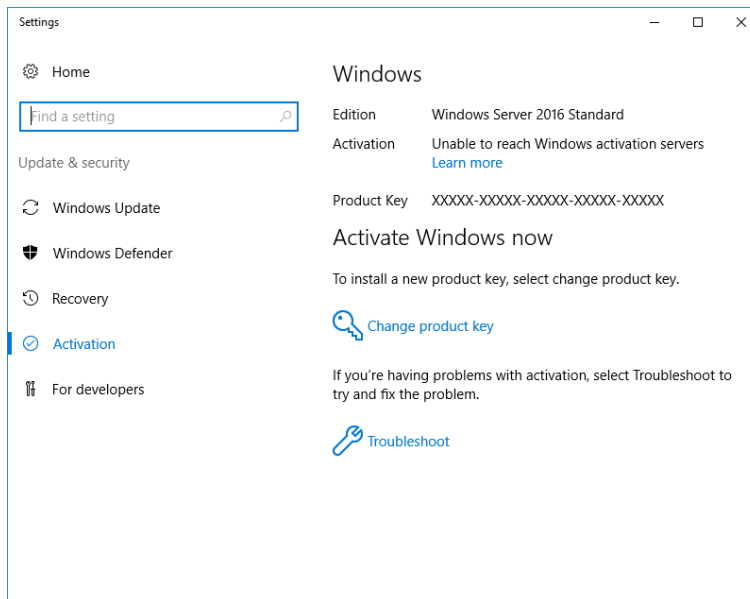 Settings
Home
Find a setting
Update & security
Windows Update
Windows Defender
Recovery
Activation
For developers
Windows
Edition Windows Server 2016 Standard
Activation Unable to reach Windows activation servers
Learn more
Product Key XXXXX-XXXXX-XXXXX-XXXXX-XXXXX
Activate Windows now
To install a new product key, select change product key.
Change product key
If you're having problems with activation, select Troubleshoot to
try and fix the problem.
Troubleshoot